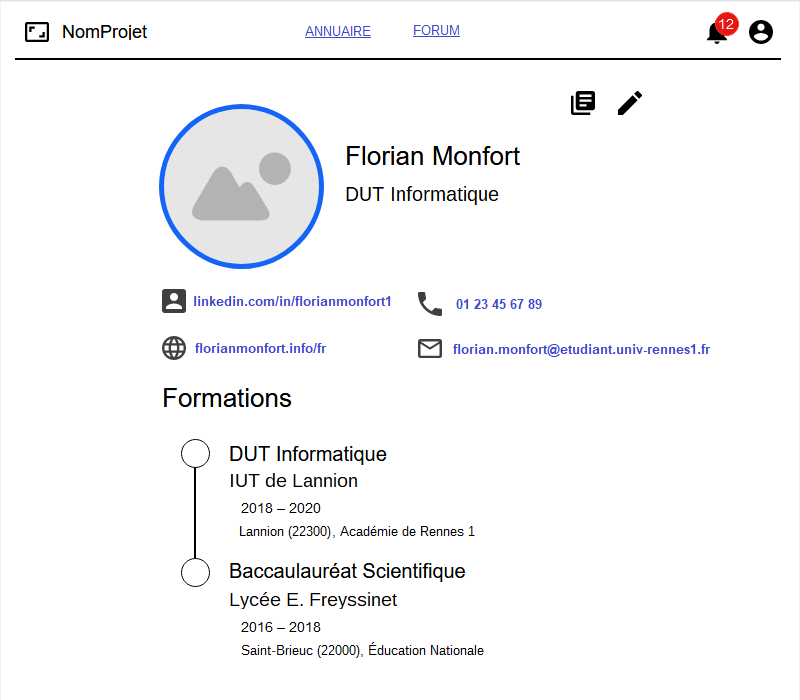 NomProjet
ANNUAIRE
FORUM
12
Florian Monfort
DUT Informatique
linkedin.com/in/florianmonfort1
01 23 45 67 89
florianmonfort.info/fr
florian.monfort@etudiant.univ-rennes1.fr
Formations
DUT Informatique
IUT de Lannion
2018 – 2020
Lannion (22300), Académie de Rennes 1
Baccaulauréat Scientifique
Lycée E. Freyssinet
2016 – 2018
Saint-Brieuc (22000), Éducation Nationale